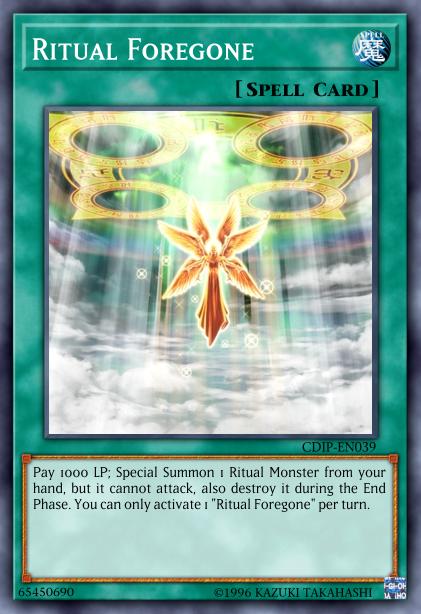 Ritual Foregone
SPELL
魔
[Spell Card]
CDIP-EN039
Pay 1000 LP; Special Summon 1 Ritual Monster from your
hand, but it cannot attack, also destroy it during the End
Phase. You can only activate 1 "Ritual Foregone" per turn.
65450690
©1996 KAZUKI TAKAHASHI